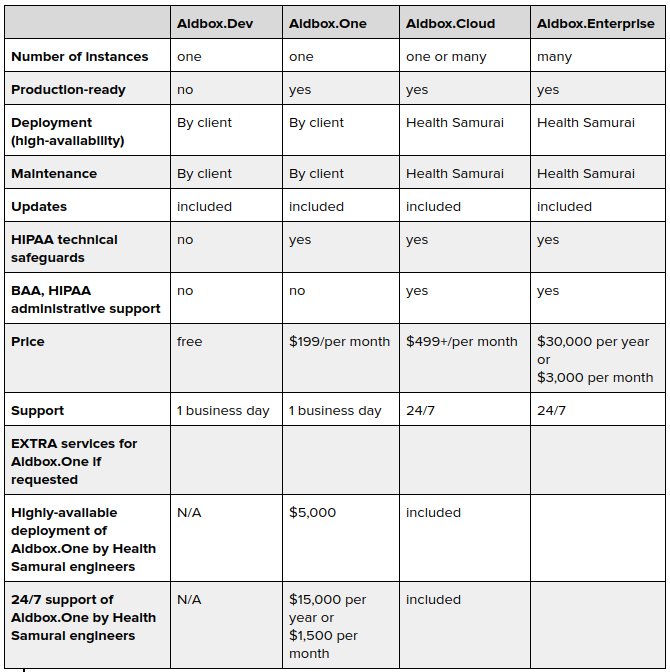 Aidbox.Dev Aidbox.One Aidbox.Cloud Aidbox.Enterprise
Number of instances one one one or many many
Production-ready no yes yes yes
Deployment By client By client Health Samurai Health Samurai
(high-availability)
Maintenance By client By client Health Samurai Health Samurai
Updates included included included included
HIPAA technical no yes yes yes
safeguards
BAA, HIPAA no no yes yes
administrative support
Price free $199/per month $499+/per month $30,000 per year
or
$3,000 per month
Support 1 business day 1 business day 24/7 24/7
EXTRA services for
Aidbox.One if
requested
Highly-available N/A $5,000 included
deployment of
Aidbox.One by Health
Samurai engineers
24/7 support of N/A $15,000 per included
Aidbox.One by Health year or
Samurai engineers $1,500 per
month